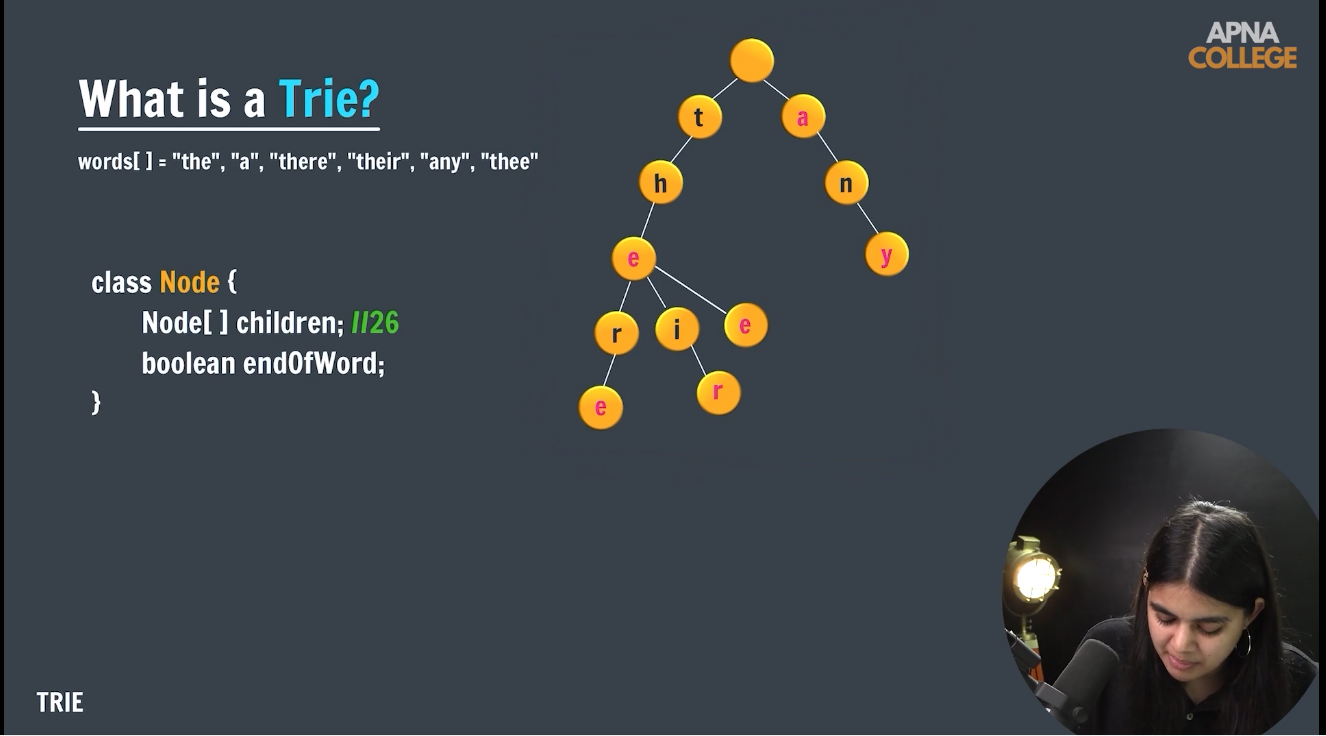 APNA
COLLEGE
What is a Trie?
words[ ] = "the", "a", "there", "their", "any", "thee"
class Node {
Node[ ] children; //26
boolean endOfWord;
}
t a
h n
e y
r i e
e r
TRIE